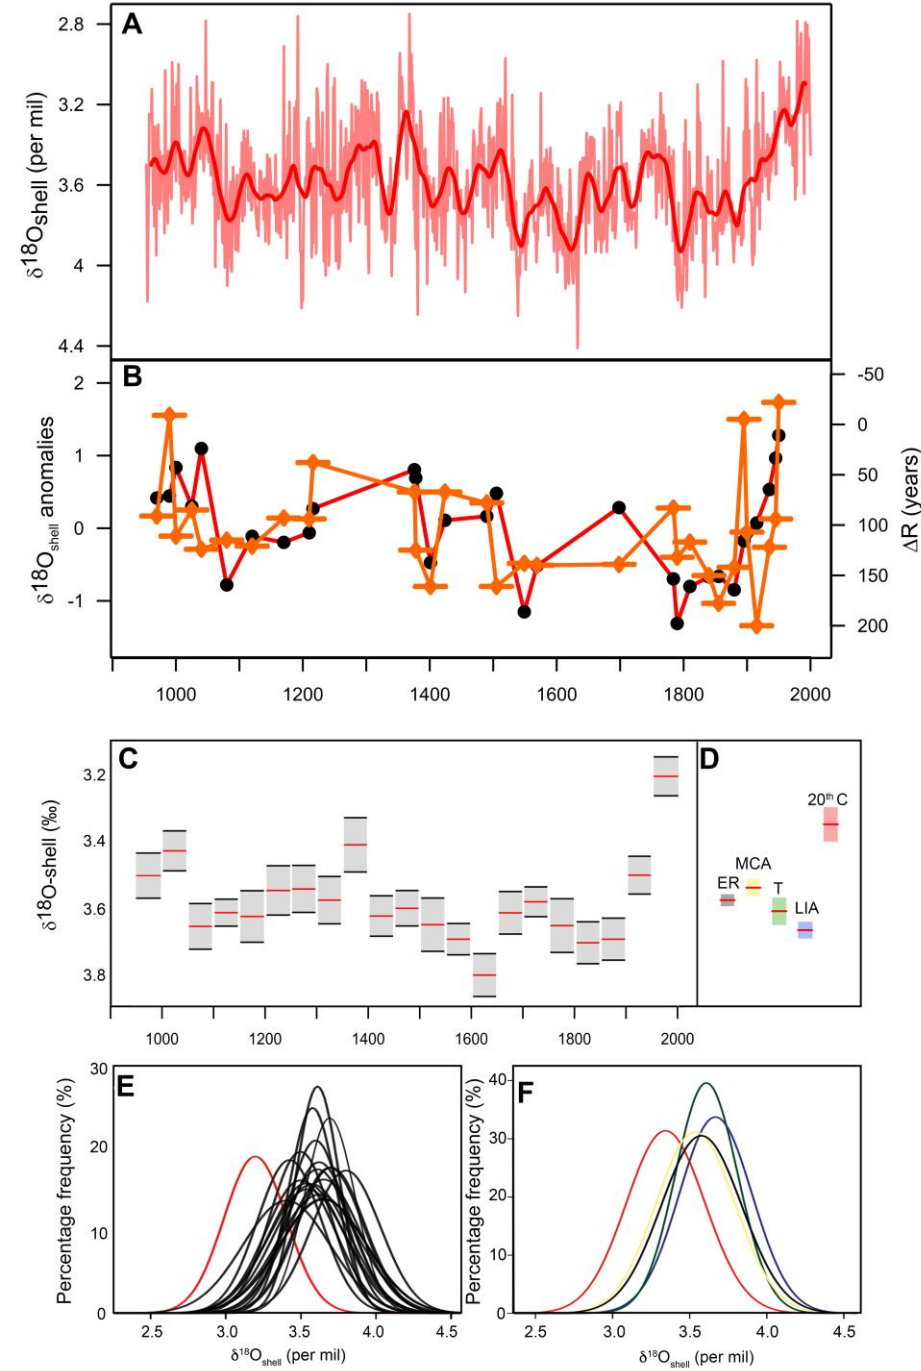 A
2.8
3.2
3.6
4
4.4
δ18Oshell (per mil)
B
2
1
0
-1
δ18Oshell anomalies
-50
0
50
100
150
200
ΔR (years)
1000 1200 1400 1600 1800 2000
C
D
3.2
3.4
3.6
3.8
δ18O-shell (‰)
20th C
MCA
ER
T
LIA
1000 1200 1400 1600 1800 2000
E
30
20
10
0
Percentage frequency (%)
2.5 3.0 3.5 4.0 4.5
δ18Oshell (per mil)
F
40
30
20
10
0
Percentage frequency (%)
2.5 3.0 3.5 4.0 4.5
δ18Oshell (per mil)